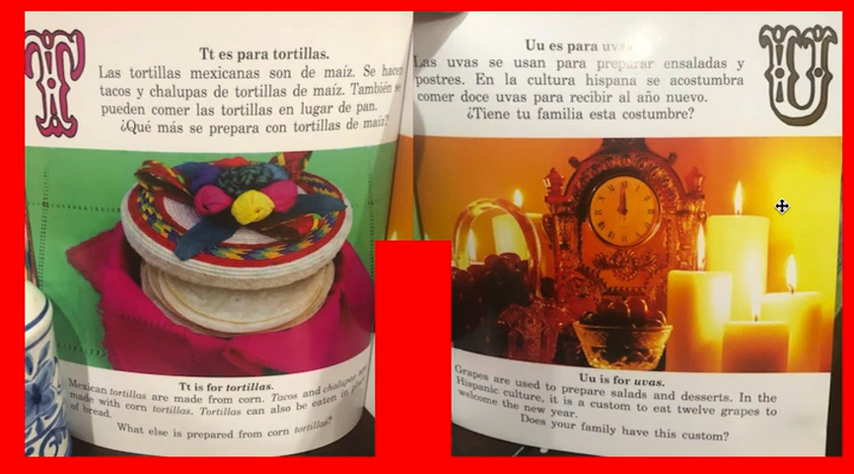 T
Tt es para tortillas.
Las tortillas mexicanas son de maíz. Se hacen
tacos y chalupas de tortillas de maíz. También se
pueden comer las tortillas en lugar de pan.
¿Qué más se prepara con tortillas de maíz?
Tt is for tortillas.
Mexican tortillas are made from corn. Tacos and chalupas are
made with corn tortillas. Tortillas can also be eaten in place
of bread.
What else is prepared from corn tortillas?
U
Uu es para uvas
Las uvas se usan para preparar ensaladas y
postres. En la cultura hispana se acostumbra
comer doce uvas para recibir al año nuevo.
¿Tiene tu familia esta costumbre?
Uu is for uvas.
Grapes are used to prepare salads and desserts. In the
Hispanic culture, it is a custom to eat twelve grapes to
welcome the new year.
Does your family have this custom?